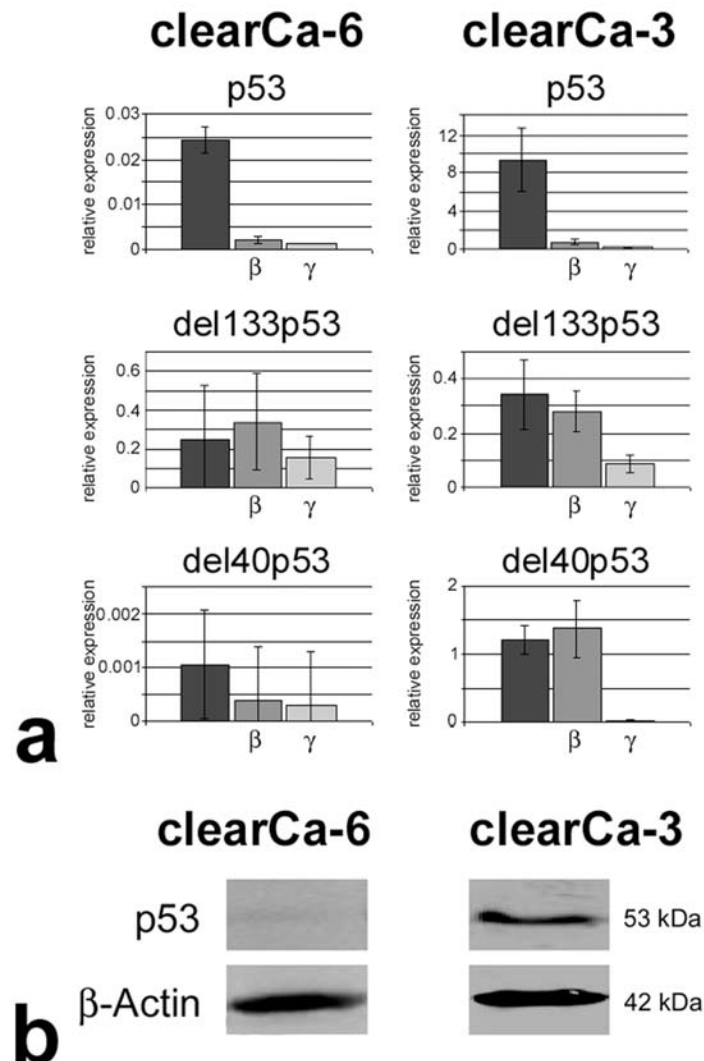 clearCa-6 clearCa-3
p53 p53
relative expression
0.03
0.02
0.01
0
β γ
relative expression
12
8
4
0
β γ
del133p53 del133p53
relative expression
0.6
0.4
0.2
0
β γ
relative expression
0.4
0.2
0
β γ
del40p53 del40p53
relative expression
0.002
0.001
0
β γ
relative expression
2
1
0
β γ
a
clearCa-6 clearCa-3
p53 53 kDa
β-Actin 42 kDa
b